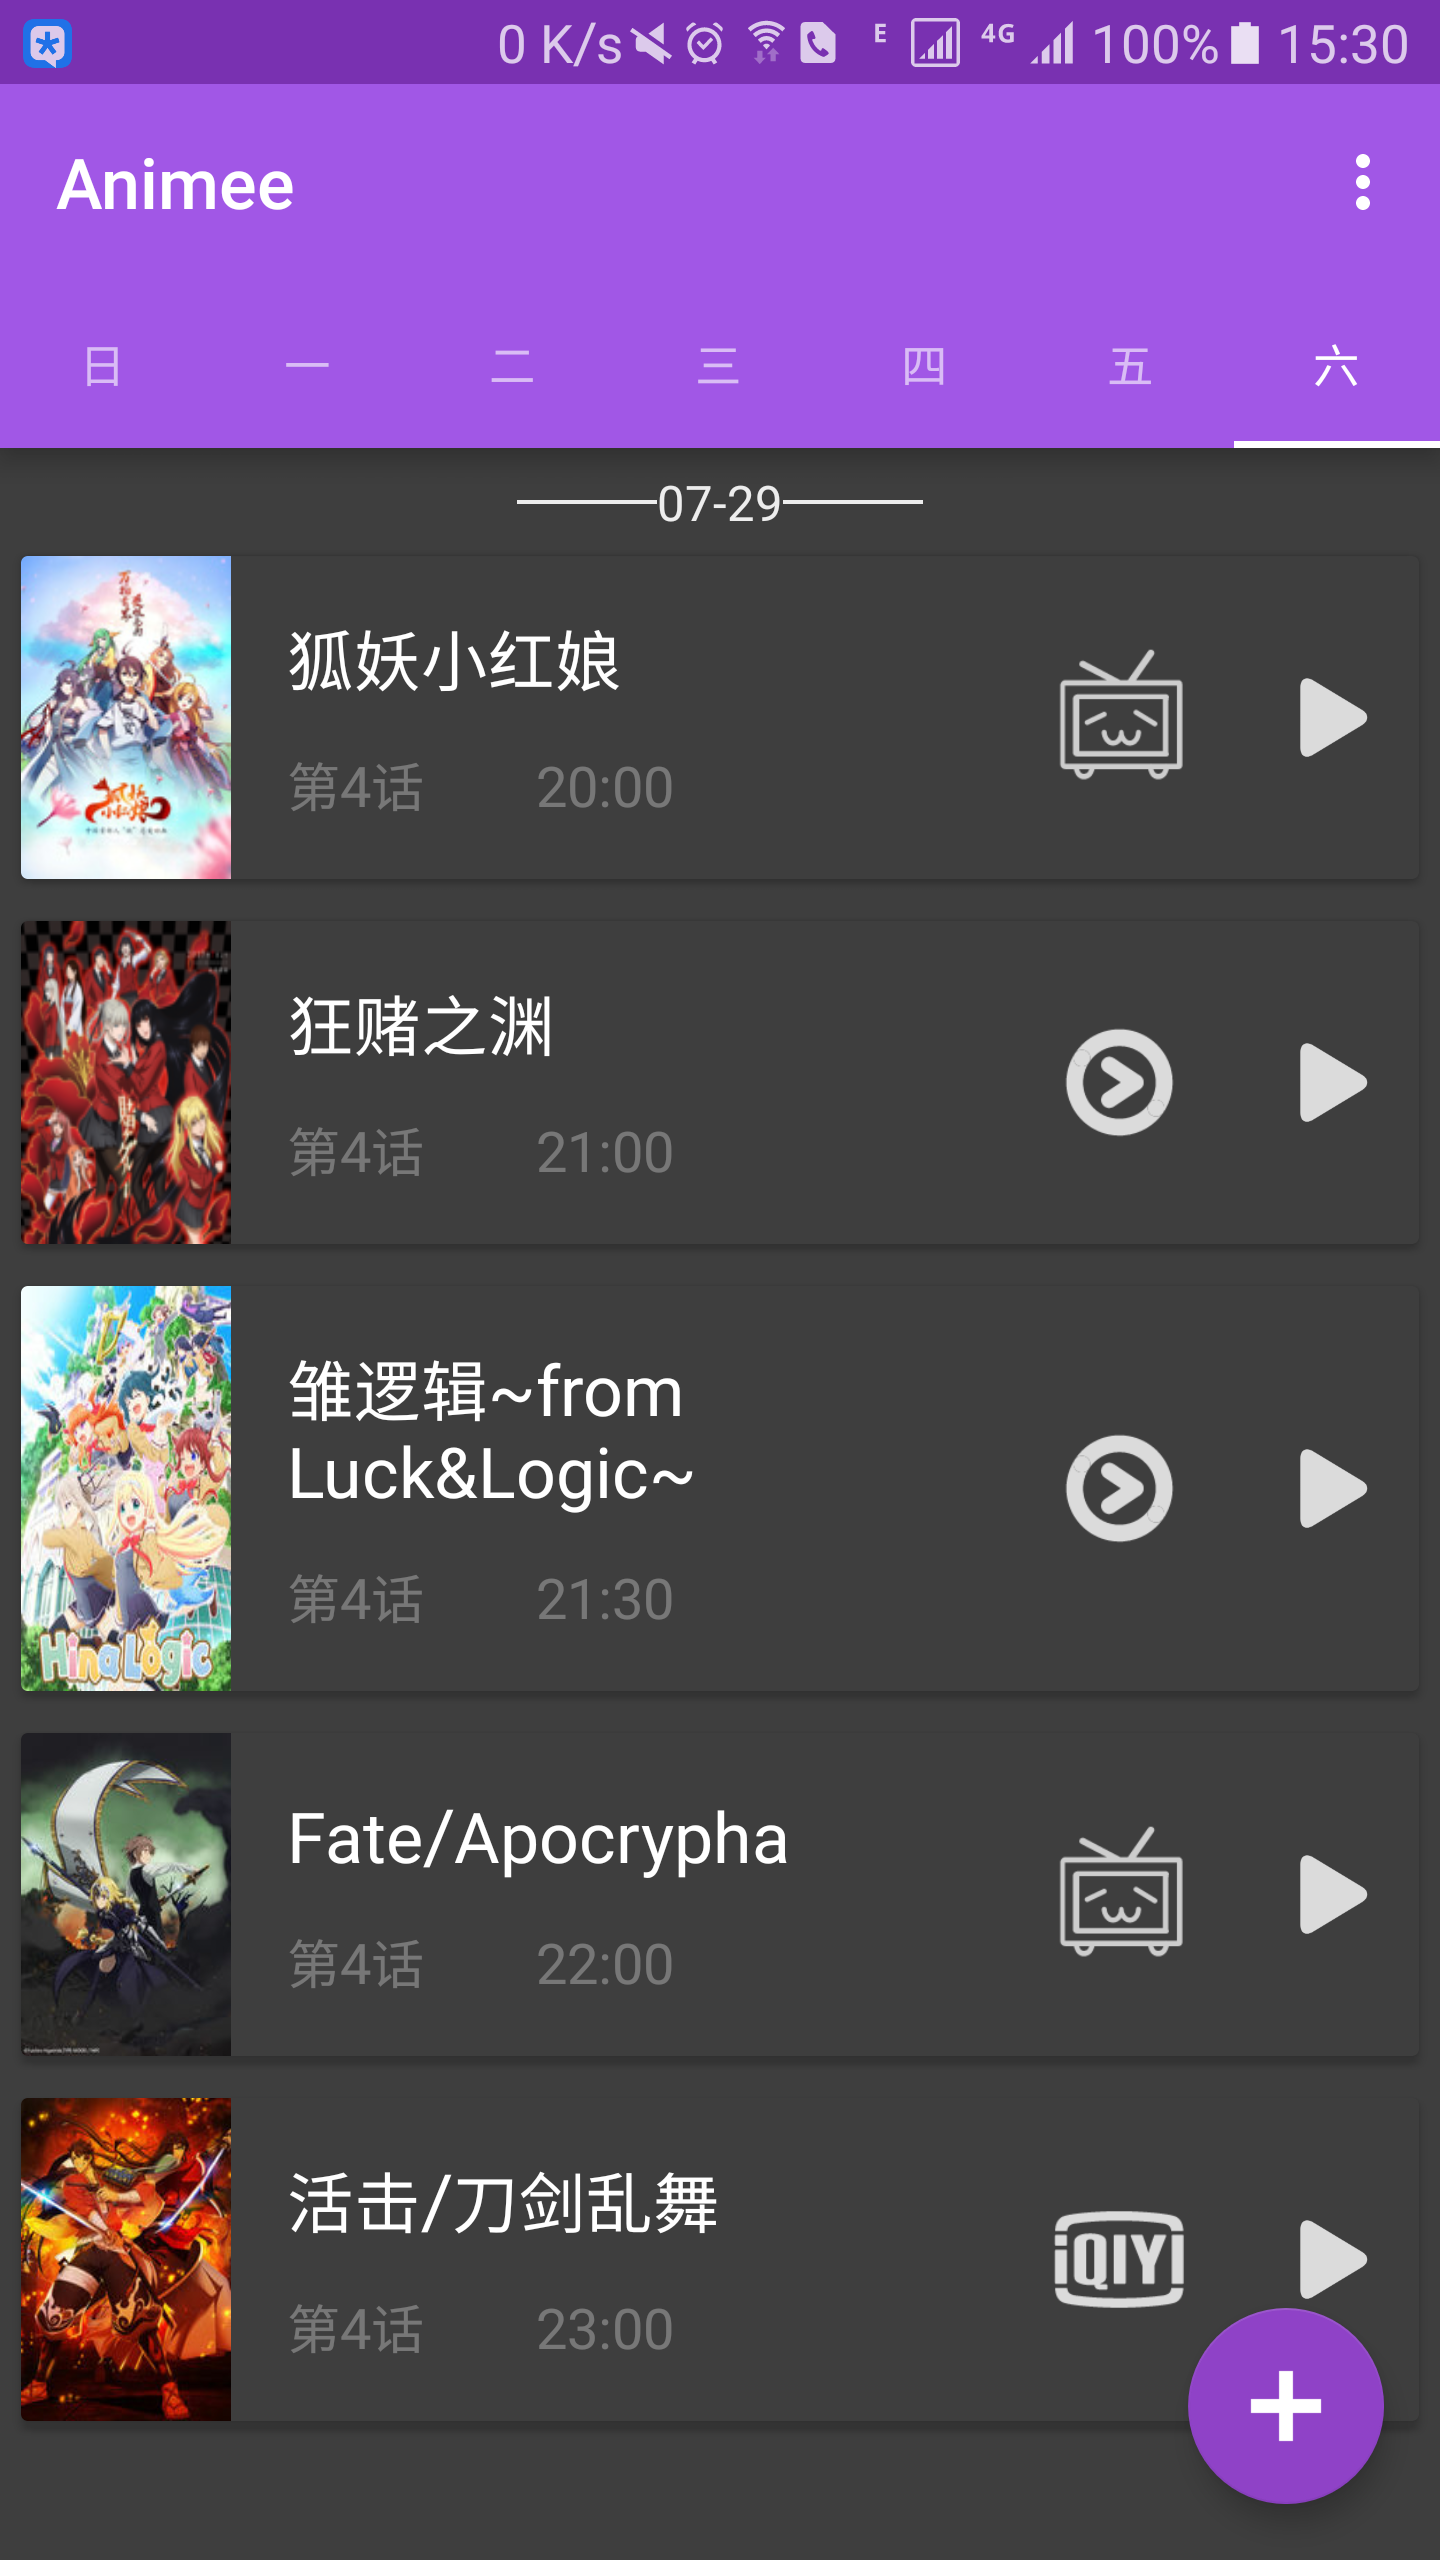 0 K/s E 4G 100% 15:30
Animee
日 一 二 三 四 五 六
07-29
狐妖小红娘
第4话 20:00
狂赌之渊
第4话 21:00
雏逻辑~from
Luck&Logic~
第4话 21:30
HinaLogic
Fate/Apocrypha
第4话 22:00
活击/刀剑乱舞
iQIYI
第4话 23:00